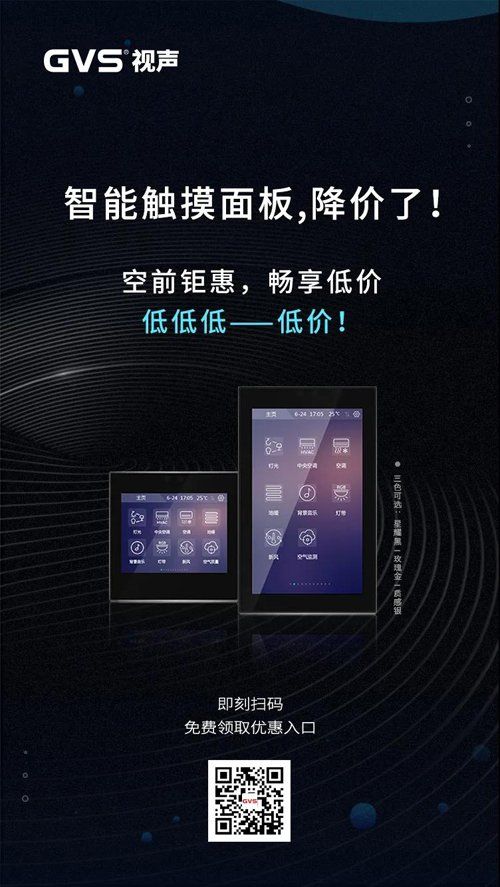 GVS®视声
智能触摸面板,降价了！
空前钜惠，畅享低价
低低低——低价！
主页 6-24 17:05 25℃
灯光 中央空调 空调 地暖
背景音乐 灯带 新风 空气质量
主页 6-24 17:05 25℃
HVAC
灯光 中央空调 空调
RGB
地暖 背景音乐 灯带
新风 空气监测
三色可选：星耀黑|玫瑰金|质感银
即刻扫码
免费领取优惠入口
GVS